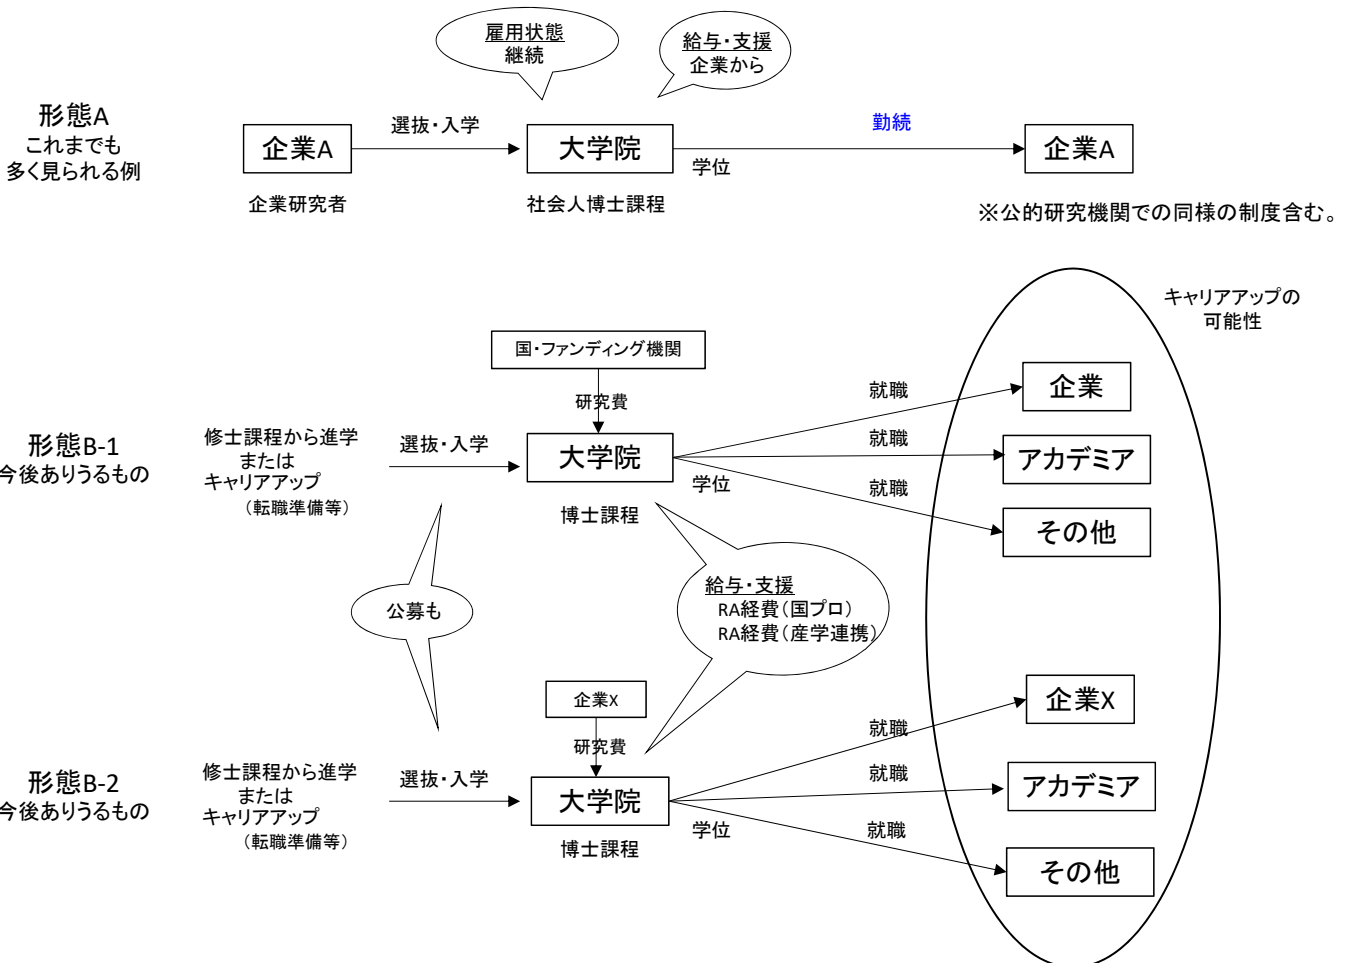 雇用状態
継続
給与・支援
企業から
形態A
これまでも
多く見られる例
企業A
選抜・入学
大学院
勤続
学位
企業A
企業研究者
社会人博士課程
※公的研究機関での同様の制度含む。
キャリアアップの
可能性
国・ファンディング機関
研究費
形態B-1
今後ありうるもの
修士課程から進学
または
キャリアアップ
（転職準備等）
選抜・入学
大学院
学位
博士課程
就職
企業
就職
アカデミア
就職
その他
公募も
給与・支援
RA経費（国プロ）
RA経費（産学連携）
企業X
研究費
形態B-2
今後ありうるもの
修士課程から進学
または
キャリアアップ
（転職準備等）
選抜・入学
大学院
学位
博士課程
就職
企業X
就職
アカデミア
就職
その他